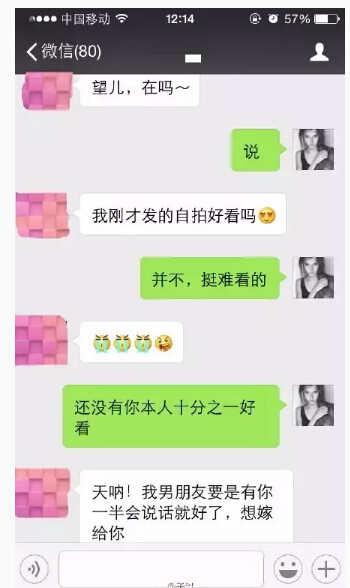 中国移动 12:14 57%
微信(80)
望儿，在吗～
说
我刚才发的自拍好看吗😍
并不，挺难看的
😭😭😭🤪
还没有你本人十分之一好
看
天呐！我男朋友要是有你
一半会说话就好了，想嫁
给你